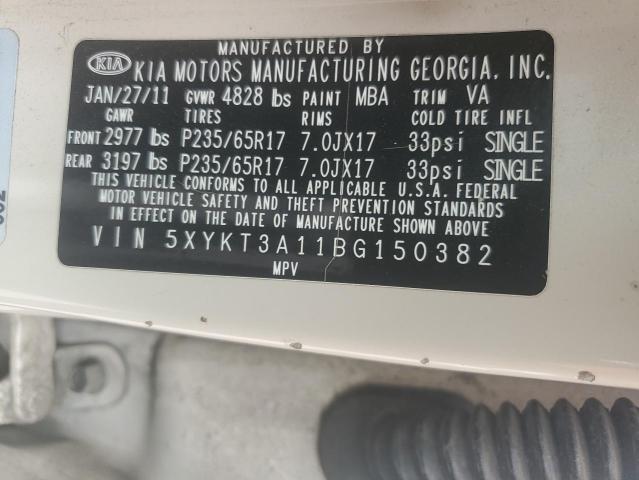 MANUFACTURED BY
KIA KIA MOTORS MANUFACTURING GEORGIA, INC.
JAN/27/11 GVWR 4828 lbs PAINT MBA TRIM VA
GAWR TIRES RIMS COLD TIRE INFL
FRONT 2977 lbs P235/65R17 7.0JX17 33psi SINGLE
REAR 3197 lbs P235/65R17 7.0JX17 33psi SINGLE
THIS VEHICLE CONFORMS TO ALL APPLICABLE U.S.A. FEDERAL
MOTOR VEHICLE SAFETY AND THEFT PREVENTION STANDARDS
IN EFFECT ON THE DATE OF MANUFACTURE SHOWN ABOVE
VIN 5XYKT3A11BG150382
MPV